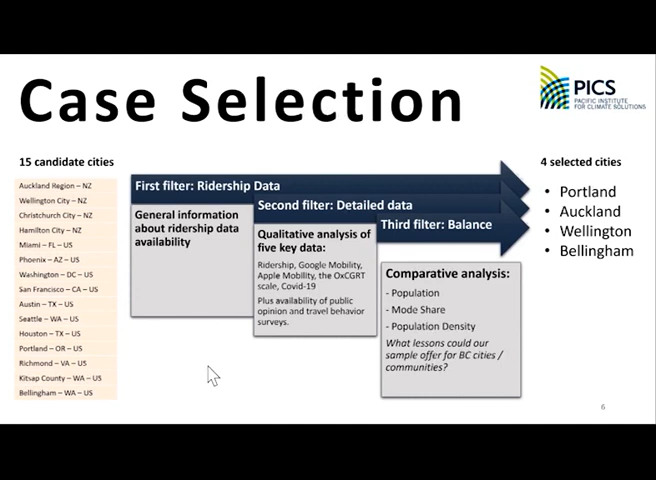 Case Selection
PICS
PACIFIC INSTITUTE
FOR CLIMATE SOLUTIONS
15 candidate cities
Auckland Region – NZ
Wellington City – NZ
Christchurch City – NZ
Hamilton City – NZ
Miami – FL – US
Phoenix – AZ – US
Washington – DC – US
San Francisco – CA – US
Austin – TX – US
Seattle – WA – US
Houston – TX – US
Portland – OR – US
Richmond – VA – US
Kitsap County – WA – US
Bellingham – WA – US
First filter: Ridership Data
General information
about ridership data
availability
Second filter: Detailed data
Qualitative analysis of
five key data:
Ridership, Google Mobility,
Apple Mobility, the OxCGRT
scale, Covid-19
Plus availability of public
opinion and travel behavior
surveys.
Third filter: Balance
Comparative analysis:
- Population
- Mode Share
- Population Density
What lessons could our
sample offer for BC cities /
communities?
4 selected cities
• Portland
• Auckland
• Wellington
• Bellingham
6